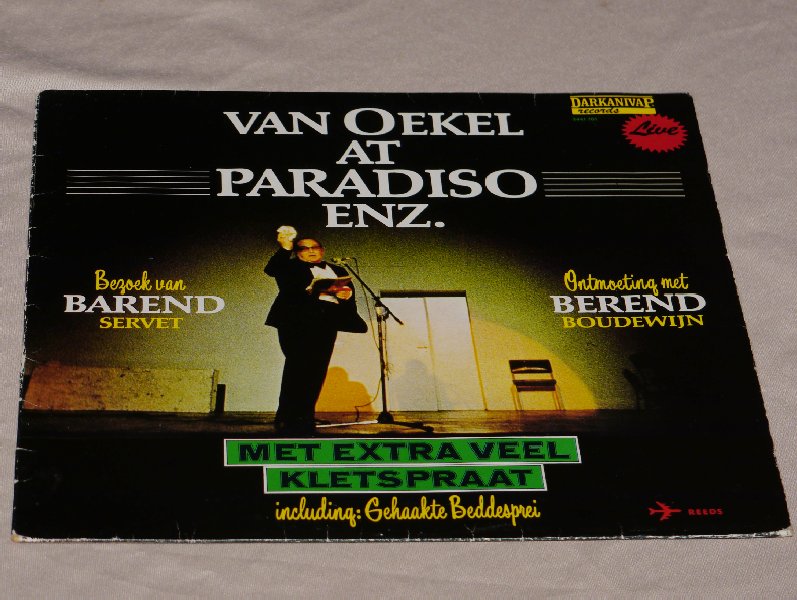 VAN OEKEL
AT
PARADISO
ENZ.
DARKANIVAP
records
Live
Bezoek van
BAREND
SERVET
Ontmoeting met
BEREND
BOUDEWIJN
MET EXTRA VEEL
KLETSPRAAT
including: Gehaakte Beddesprei
REEDS